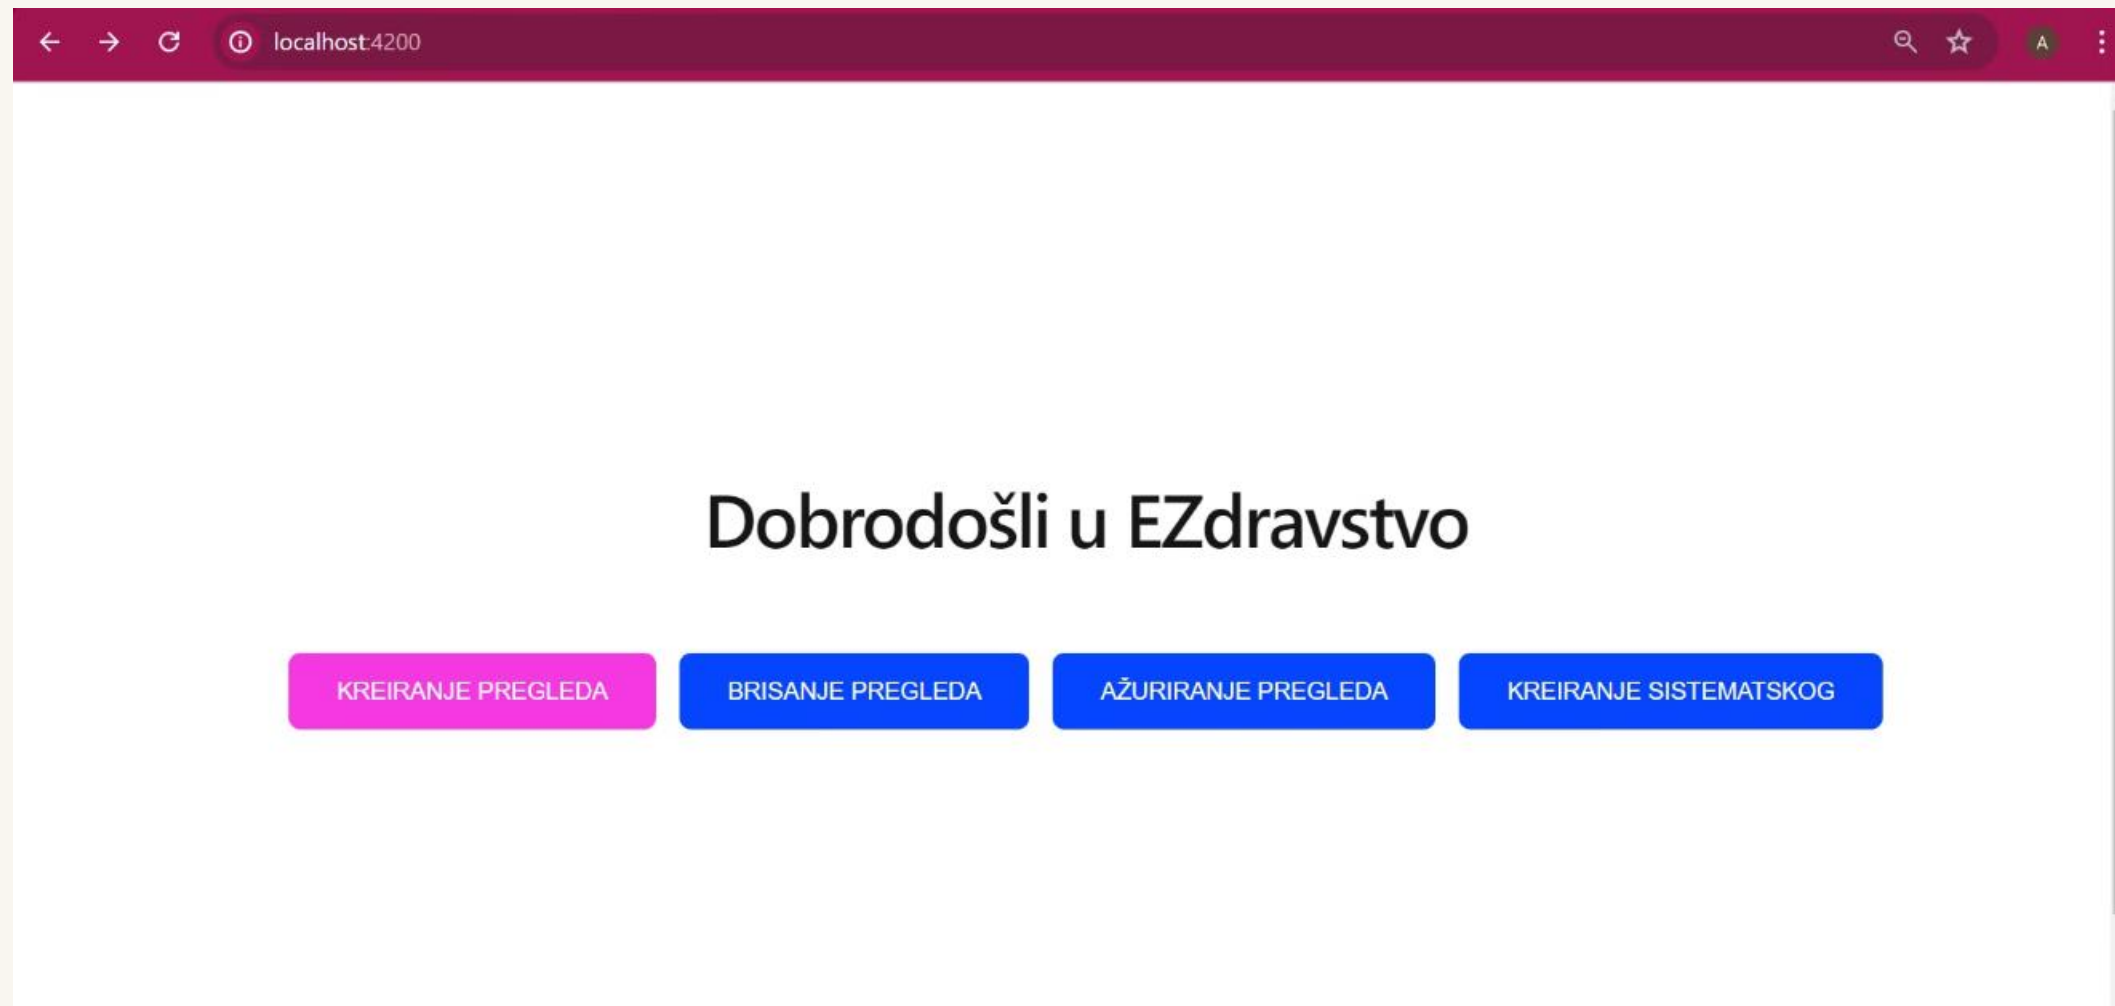 localhost:4200
A
Dobrodošli u EZdravstvo
KREIRANJE PREGLEDA BRISANJE PREGLEDA AŽURIRANJE PREGLEDA KREIRANJE SISTEMATSKOG